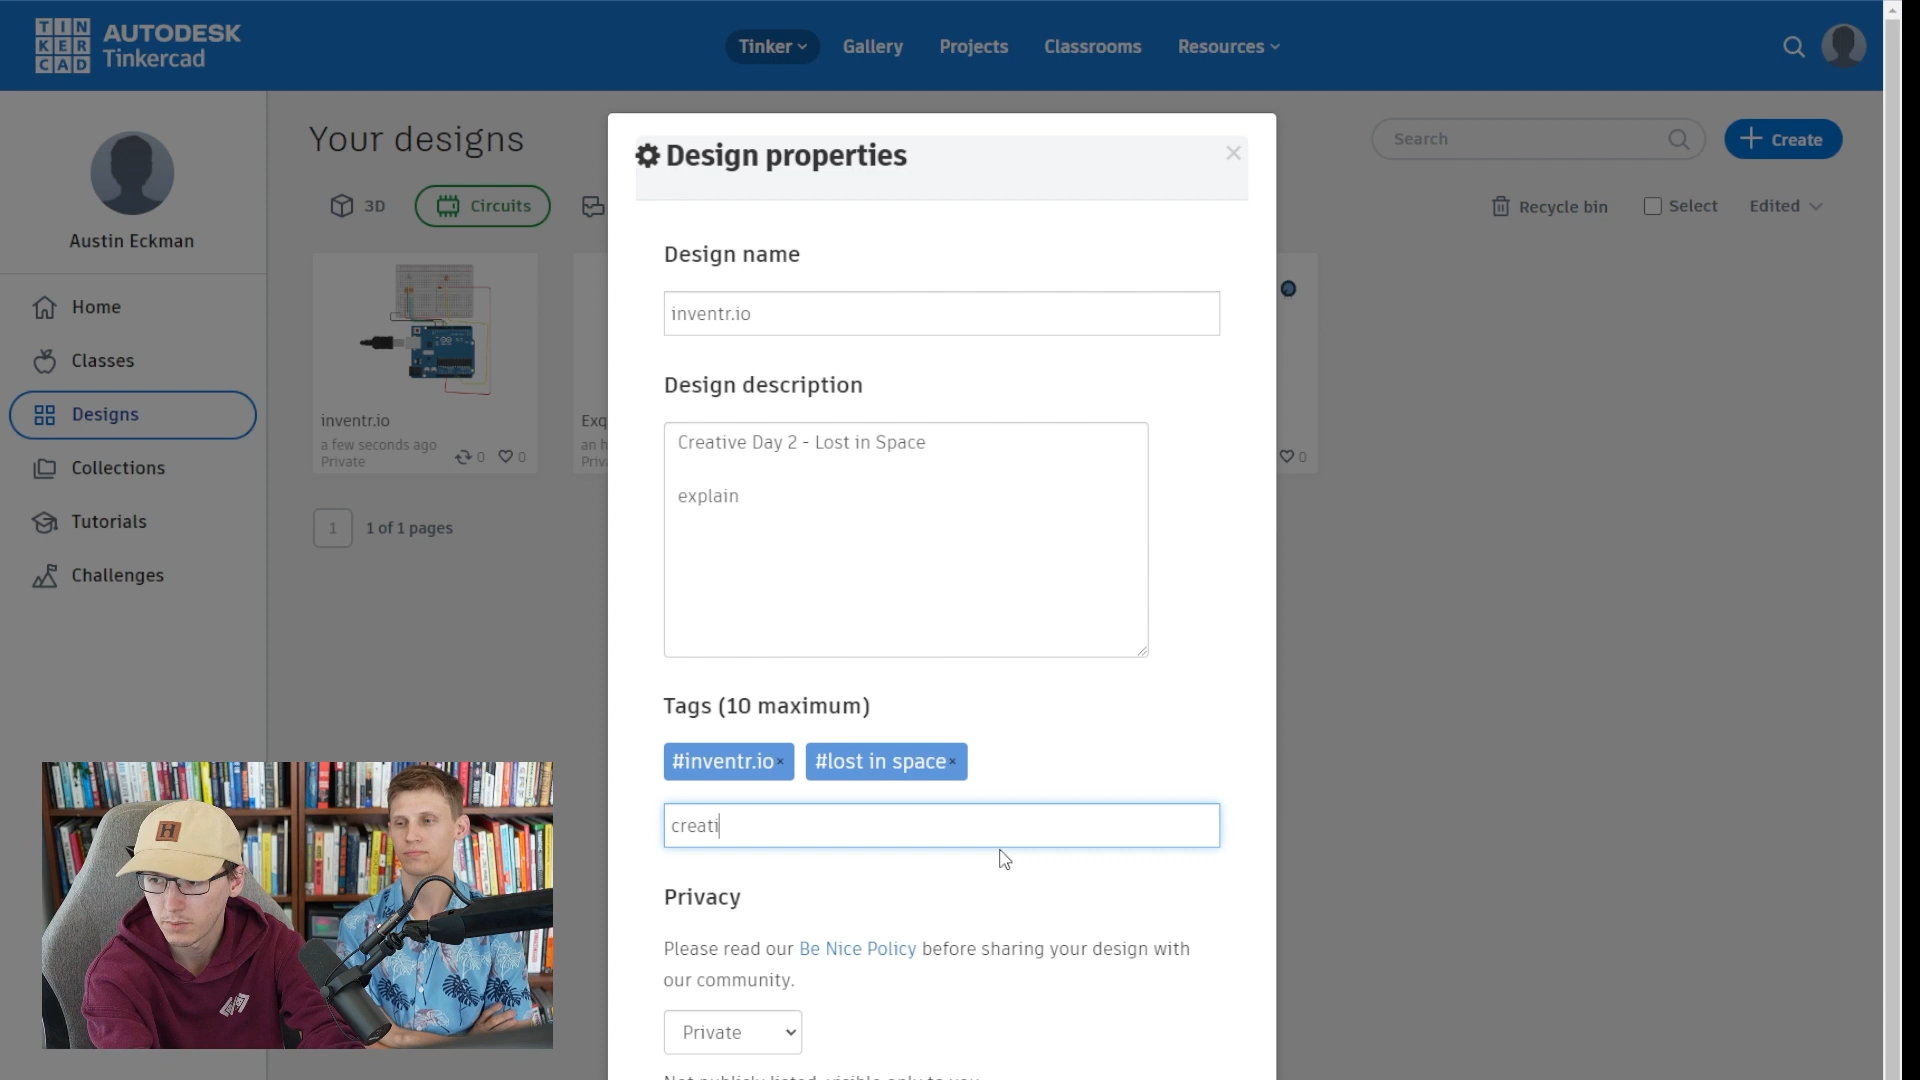 TINKERCAD
AUTODESK
Tinkercad
Tinker
Gallery
Projects
Classrooms
Resources
Austin Eckman
Home
Classes
Designs
Collections
Tutorials
Challenges
Your designs
Search
Create
3D
Circuits
Recycle bin
Select
Edited
inventr.io
a few seconds ago
Private
0
0
Exq
an h
Priv
0
1
1 of 1 pages
Design properties
×
Design name
inventr.io
Design description
Creative Day 2 - Lost in Space
explain
Tags (10 maximum)
#inventr.io× #lost in space×
creati
Privacy
Please read our Be Nice Policy before sharing your design with
our community.
Private
Not publicly listed, visible only to you
H